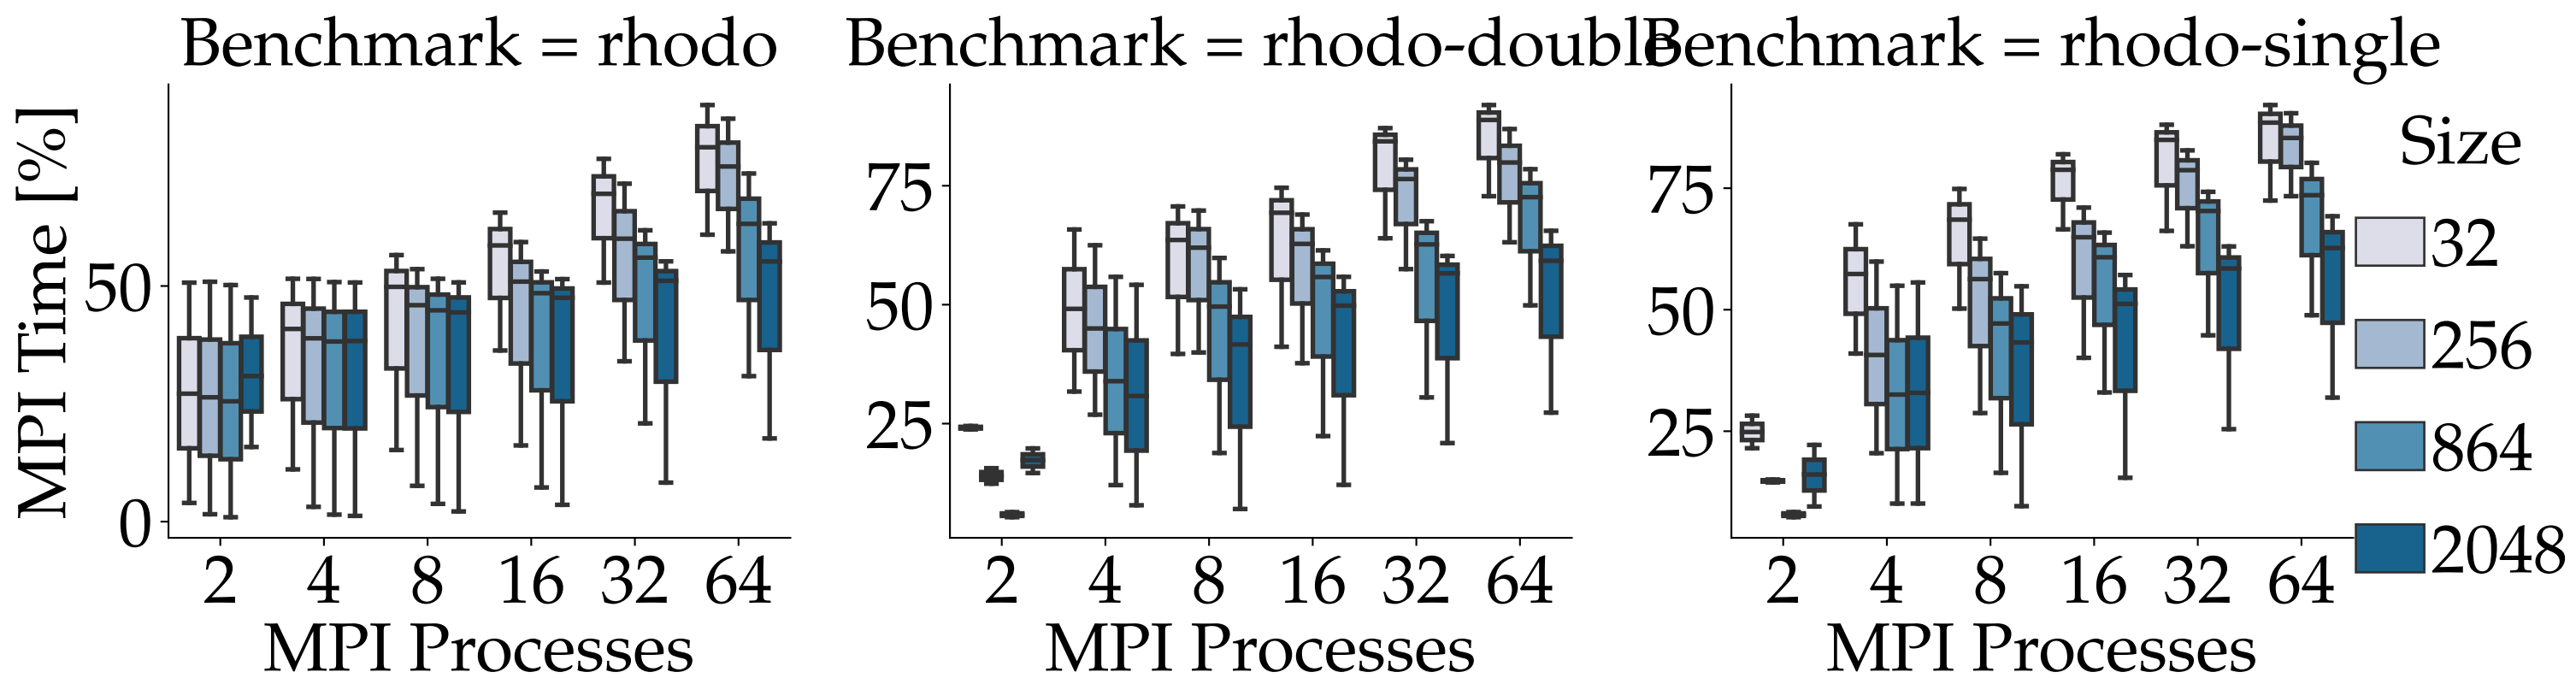 Benchmark = rhodo
Benchmark = rhodo-double
Benchmark = rhodo-single
MPI Time [%]
50
0
2 4 8 16 32 64
MPI Processes
75
50
25
2 4 8 16 32 64
MPI Processes
75
50
25
2 4 8 16 32 64
MPI Processes
Size
32
256
864
2048